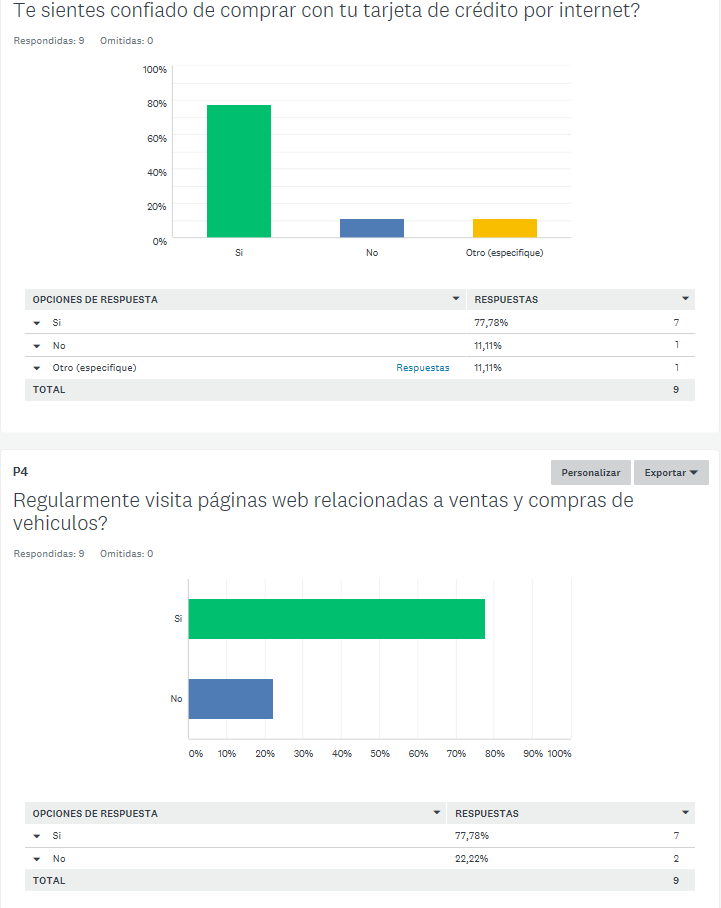 Te sientes confiado de comprar con tu tarjeta de crédito por internet?
Respondidas: 9 Omitidas: 0
100%
80%
60%
40%
20%
0%
Si No Otro (especifique)
OPCIONES DE RESPUESTA RESPUESTAS
Si 77,78% 7
No 11,11% 1
Otro (especifique) Respuestas 11,11% 1
TOTAL 9
P4 Personalizar Exportar
Regularmente visita páginas web relacionadas a ventas y compras de
vehiculos?
Respondidas: 9 Omitidas: 0
Si
No
0% 10% 20% 30% 40% 50% 60% 70% 80% 90% 100%
OPCIONES DE RESPUESTA RESPUESTAS
Si 77,78% 7
No 22,22% 2
TOTAL 9